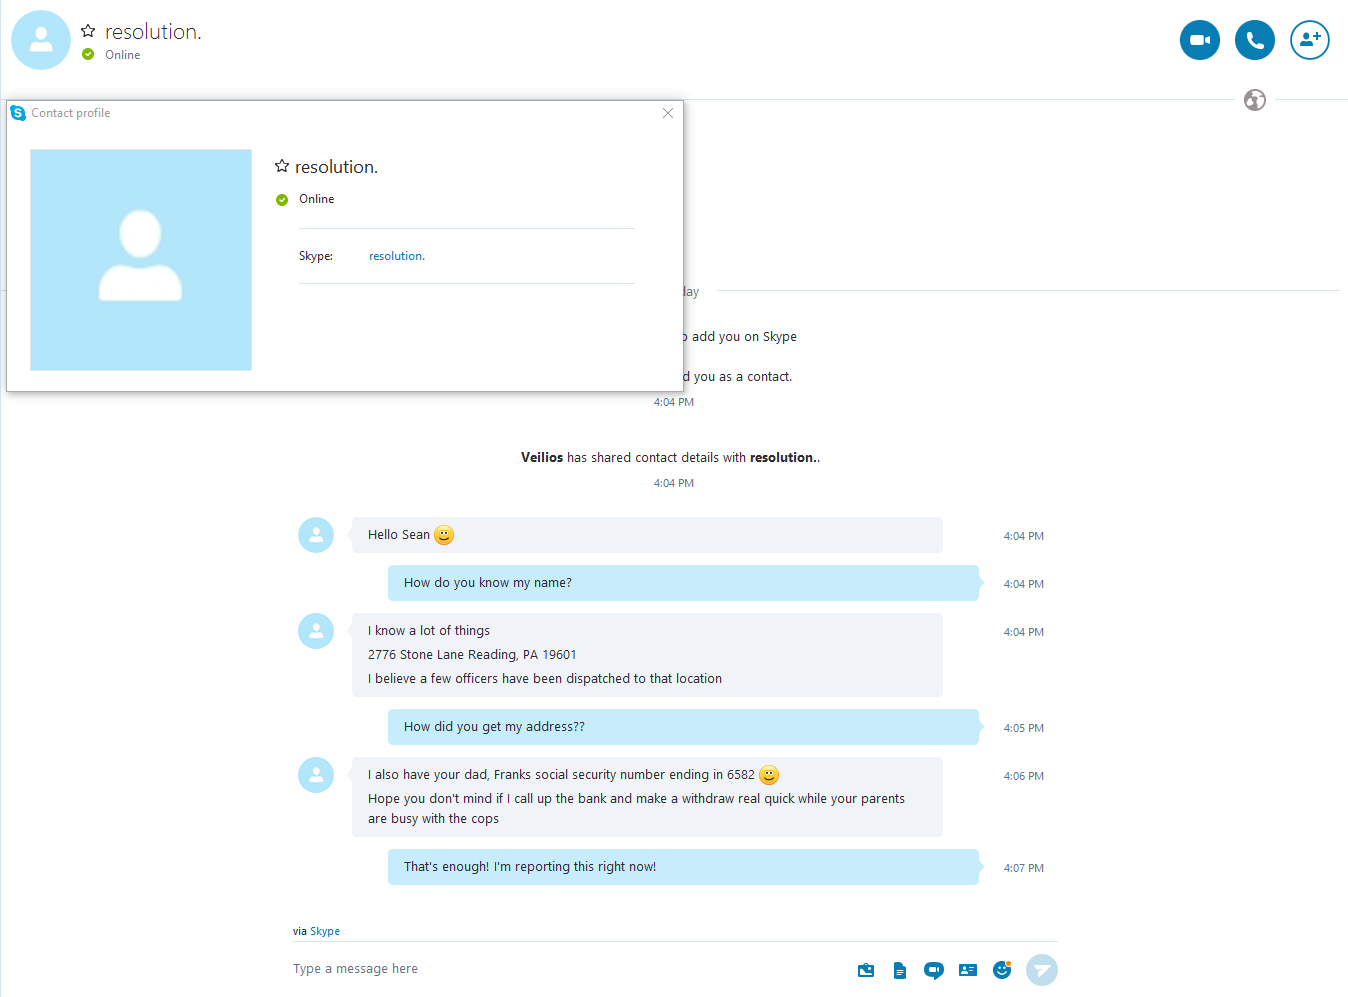 resolution.
Online
Contact profile
resolution.
Online
Skype: resolution.
day
add you on Skype
you as a contact.
4:04 PM
Veilios has shared contact details with resolution..
4:04 PM
Hello Sean
4:04 PM
How do you know my name?
4:04 PM
I know a lot of things
4:04 PM
2776 Stone Lane Reading, PA 19601
I believe a few officers have been dispatched to that location
How did you get my address??
4:05 PM
I also have your dad, Franks social security number ending in 6582
4:06 PM
Hope you don't mind if I call up the bank and make a withdraw real quick while your parents
are busy with the cops
That's enough! I'm reporting this right now!
4:07 PM
via Skype
Type a message here